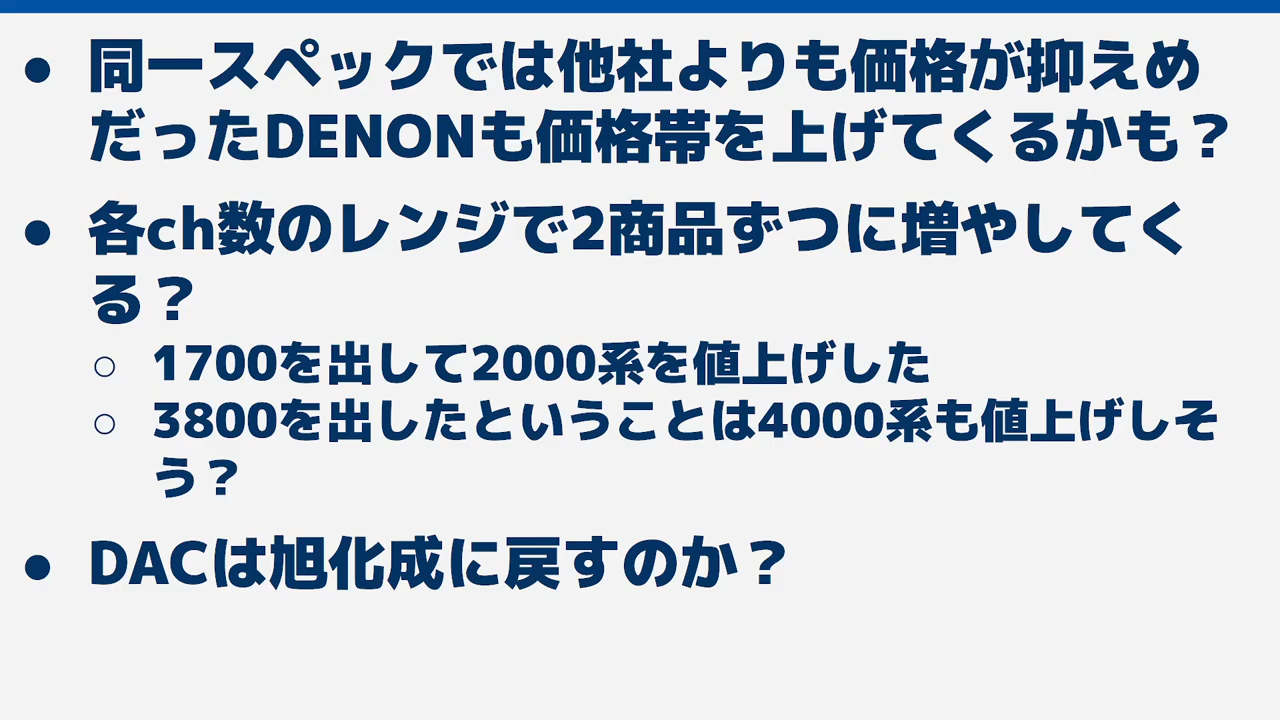 ● 同一スペックでは他社よりも価格が抑えめ
だったDENONも価格帯を上げてくるかも？
● 各ch数のレンジで2商品ずつに増やしてく
る？
○ 1700を出して2000系を値上げした
○ 3800を出したということは4000系も値上げしそ
う？
● DACは旭化成に戻すのか？